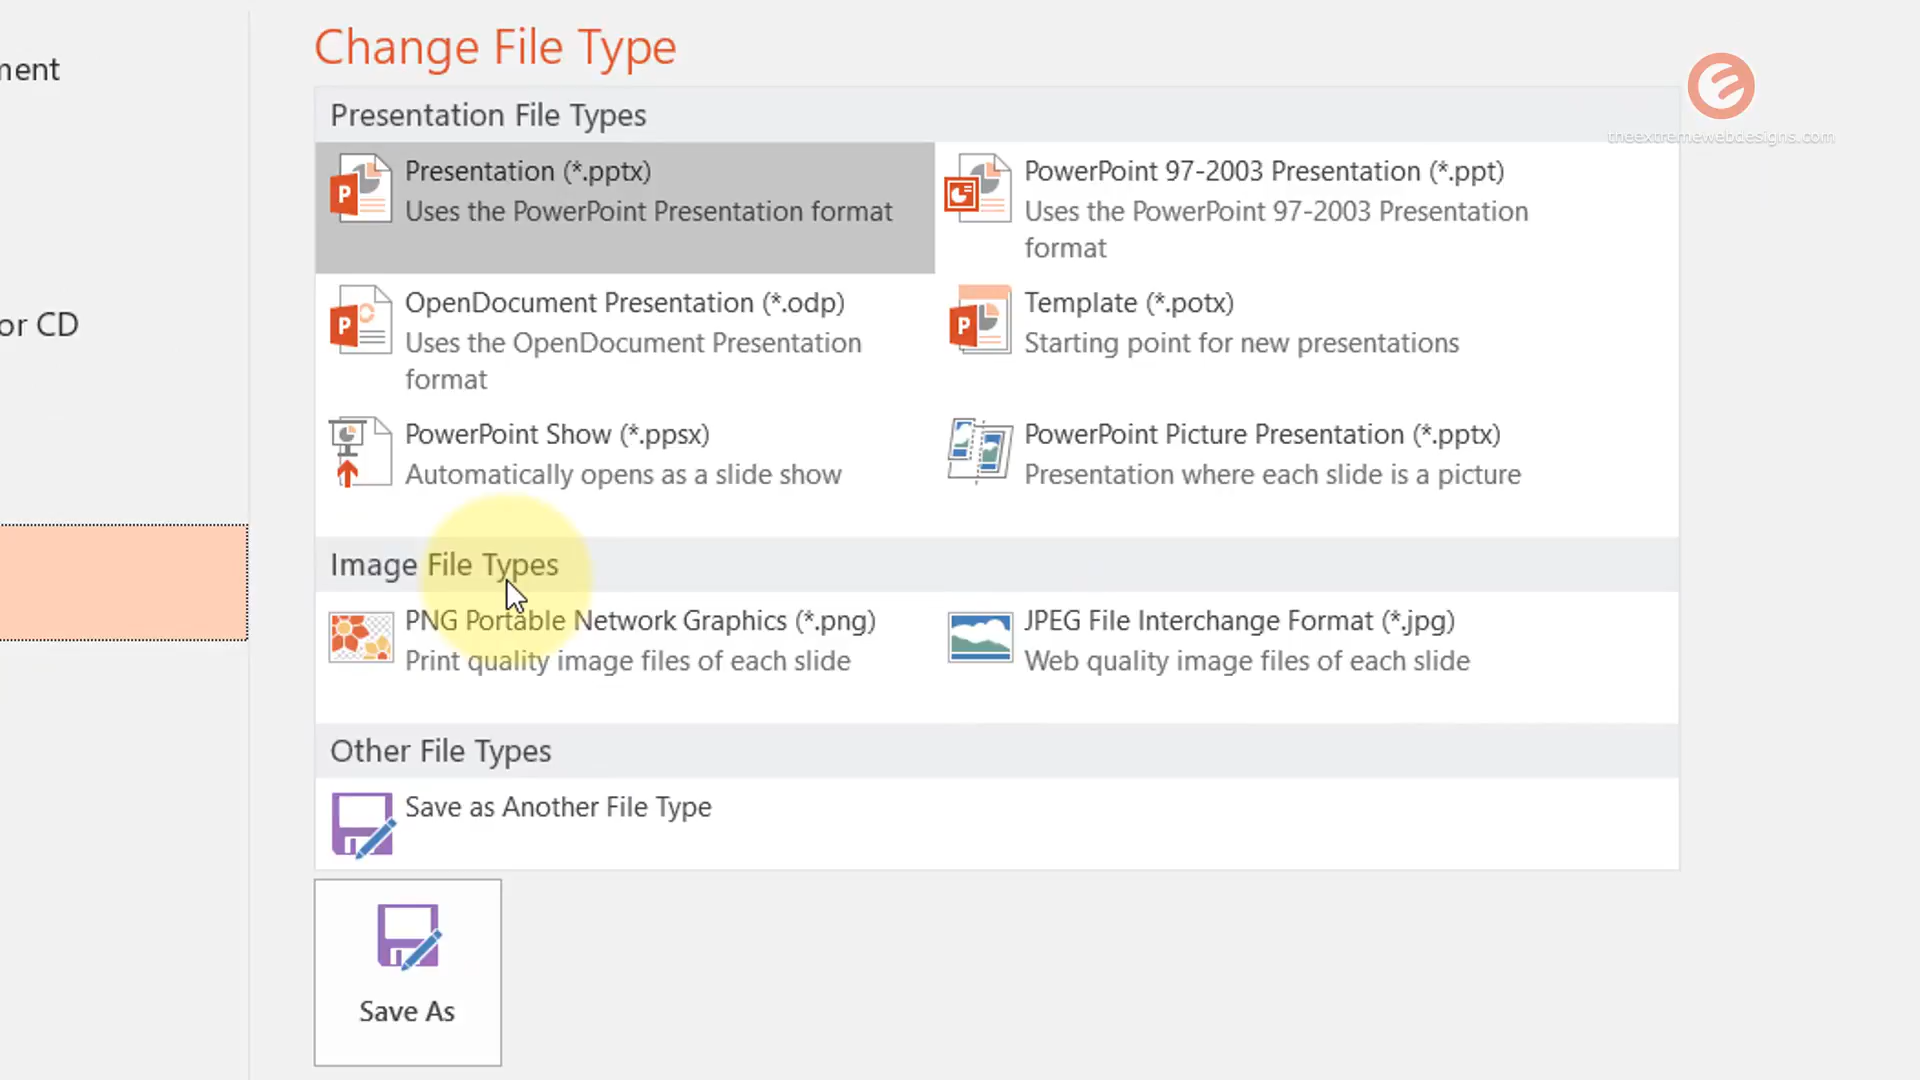 Change File Type
ment
theextremewebdesigns.com
Presentation File Types
Presentation (*.pptx)
Uses the PowerPoint Presentation format
PowerPoint 97-2003 Presentation (*.ppt)
Uses the PowerPoint 97-2003 Presentation
format
OpenDocument Presentation (*.odp)
Uses the OpenDocument Presentation
format
Template (*.potx)
Starting point for new presentations
or CD
PowerPoint Show (*.ppsx)
Automatically opens as a slide show
PowerPoint Picture Presentation (*.pptx)
Presentation where each slide is a picture
Image File Types
PNG Portable Network Graphics (*.png)
Print quality image files of each slide
JPEG File Interchange Format (*.jpg)
Web quality image files of each slide
Other File Types
Save as Another File Type
Save As